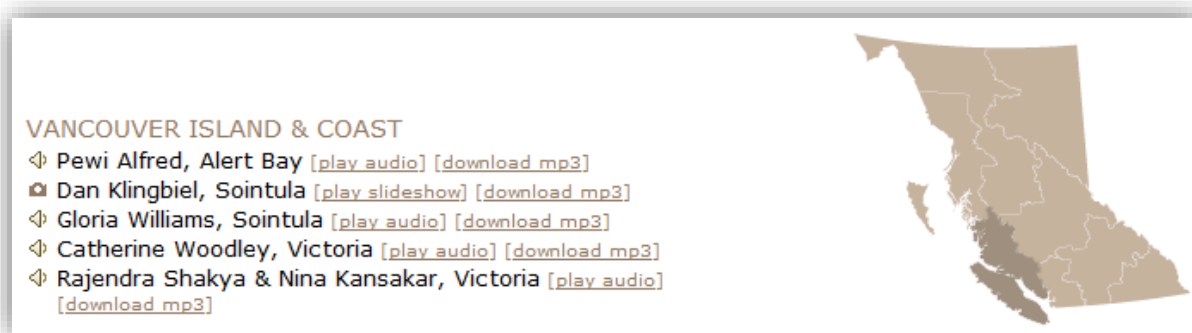 VANCOUVER ISLAND & COAST
Pewi Alfred, Alert Bay [play audio] [download mp3]
Dan Klingbiel, Sointula [play slideshow] [download mp3]
Gloria Williams, Sointula [play audio] [download mp3]
Catherine Woodley, Victoria [play audio] [download mp3]
Rajendra Shakya & Nina Kansakar, Victoria [play audio]
[download mp3]